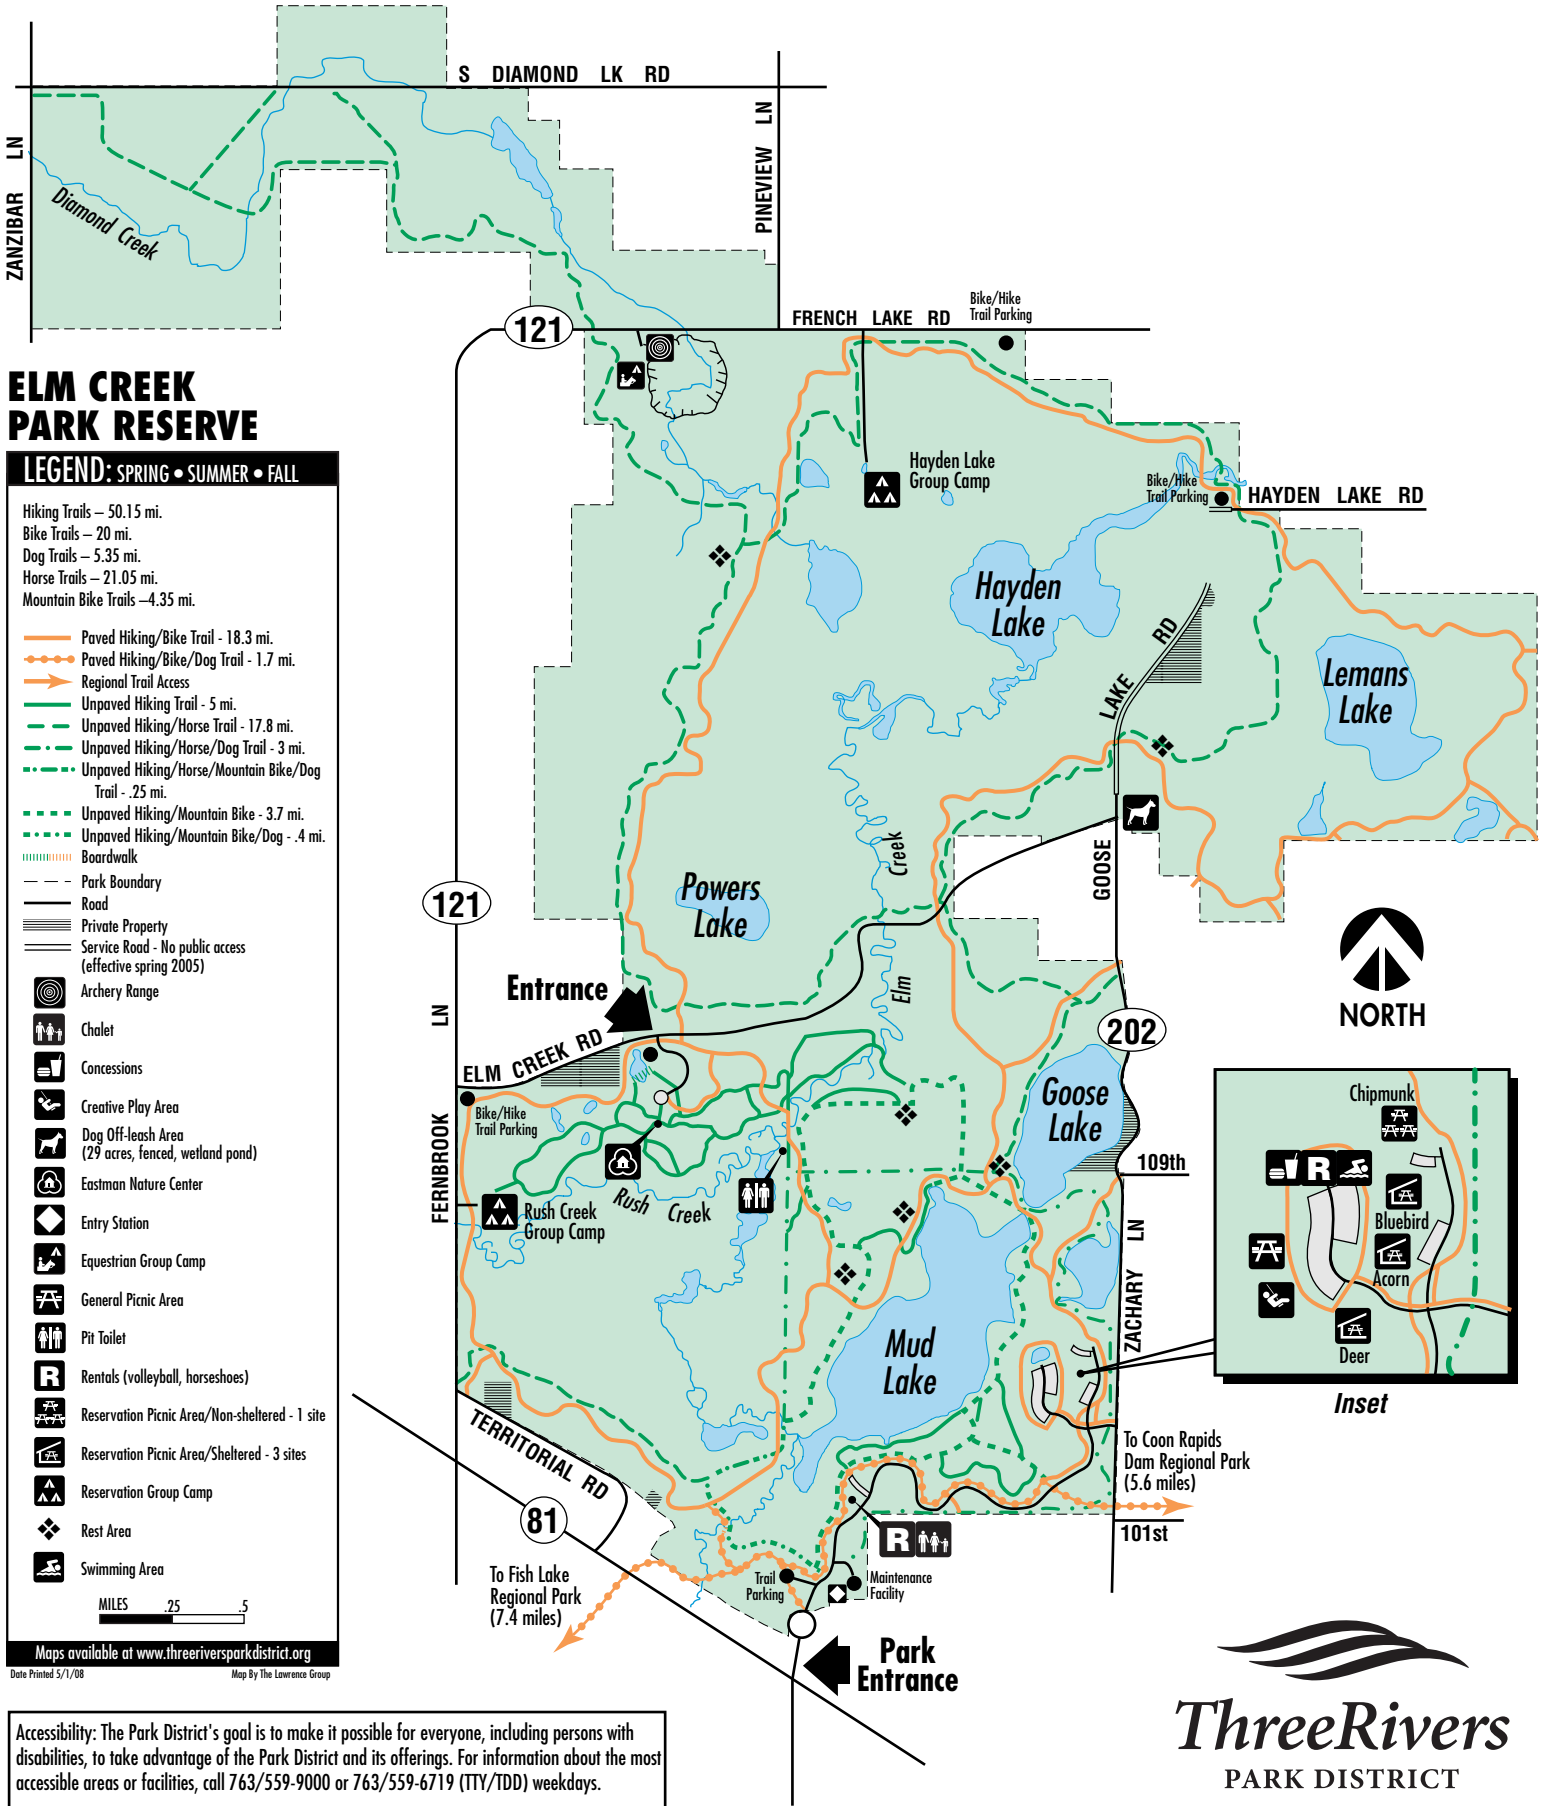 S DIAMOND LK RD
ZANZIBAR LN
PINEVIEW LN
Diamond Creek
121
FRENCH LAKE RD
Bike/Hike
Trail Parking
ELM CREEK
PARK RESERVE
LEGEND: SPRING • SUMMER • FALL
Hiking Trails – 50.15 mi.
Bike Trails – 20 mi.
Dog Trails – 5.35 mi.
Horse Trails – 21.05 mi.
Mountain Bike Trails –4.35 mi.
Paved Hiking/Bike Trail - 18.3 mi.
Paved Hiking/Bike/Dog Trail - 1.7 mi.
Regional Trail Access
Unpaved Hiking Trail - 5 mi.
Unpaved Hiking/Horse Trail - 17.8 mi.
Unpaved Hiking/Horse/Dog Trail - 3 mi.
Unpaved Hiking/Horse/Mountain Bike/Dog
Trail - .25 mi.
Unpaved Hiking/Mountain Bike - 3.7 mi.
Unpaved Hiking/Mountain Bike/Dog - .4 mi.
Boardwalk
Park Boundary
Road
Private Property
Service Road - No public access
(effective spring 2005)
Archery Range
Chalet
Concessions
Creative Play Area
Dog Off-leash Area
(29 acres, fenced, wetland pond)
Eastman Nature Center
Entry Station
Equestrian Group Camp
General Picnic Area
Pit Toilet
R
Rentals (volleyball, horseshoes)
Reservation Picnic Area/Non-sheltered - 1 site
Reservation Picnic Area/Sheltered - 3 sites
Reservation Group Camp
Rest Area
Swimming Area
MILES .25 .5
Maps available at www.threeriversparkdistrict.org
Date Printed 5/1/08
Map By The Lawrence Group
Hayden Lake
Group Camp
Bike/Hike
Trail Parking
HAYDEN LAKE RD
Hayden
Lake
Lemans
Lake
GOOSE LAKE RD
Powers
Lake
Elm Creek
121
Entrance
ELM CREEK RD
FERNBROOK LN
Bike/Hike
Trail Parking
Rush Creek
Rush Creek
Group Camp
202
NORTH
Goose
Lake
109th
ZACHARY LN
Mud
Lake
Chipmunk
R
Bluebird
Acorn
Deer
Inset
TERRITORIAL RD
81
To Coon Rapids
Dam Regional Park
(5.6 miles)
101st
R
To Fish Lake
Regional Park
(7.4 miles)
Trail
Parking
Maintenance
Facility
Park
Entrance
ThreeRivers
PARK DISTRICT
Accessibility: The Park District's goal is to make it possible for everyone, including persons with
disabilities, to take advantage of the Park District and its offerings. For information about the most
accessible areas or facilities, call 763/559-9000 or 763/559-6719 (TTY/TDD) weekdays.